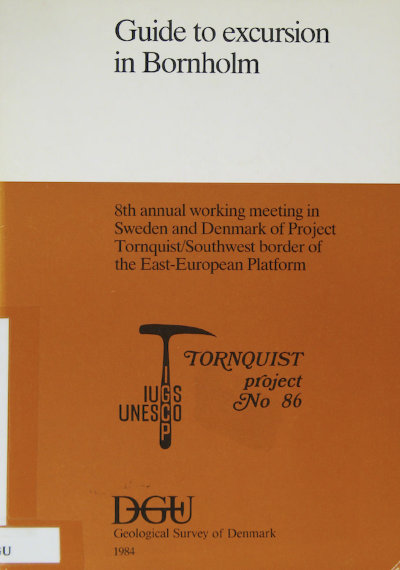 Guide to excursion
in Bornholm
8th annual working meeting in
Sweden and Denmark of Project
Tornquist/Southwest border of
the East-European Platform
TORNQUIST
project
No 86
IGCP
IUGS
UNESCO
DGU
Geological Survey of Denmark
1984
GU